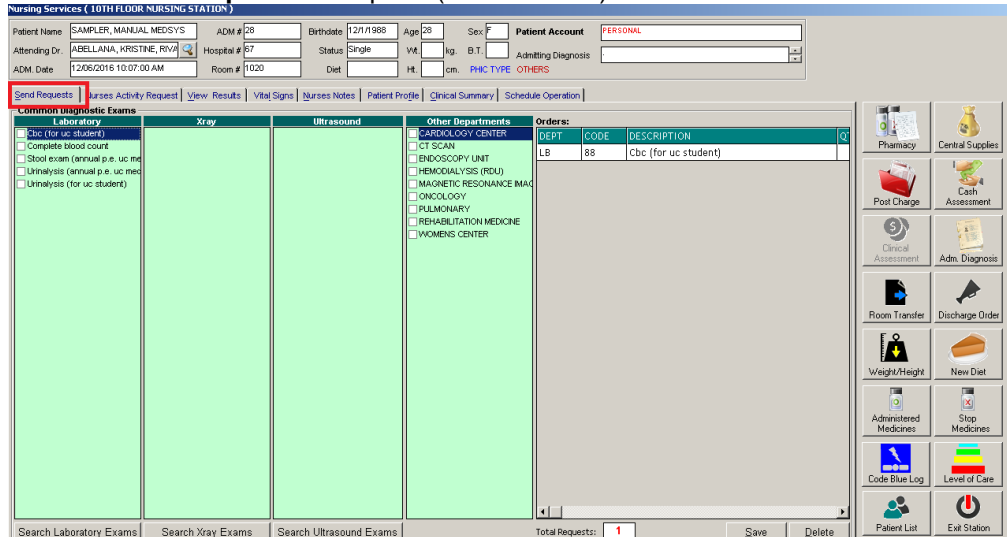 Nursing Services ( 10TH FLOOR NURSING STATION )
Patient Name SAMPLER, MANUAL MEDSYS ADM # 28 Birthdate 12/1/1988 Age 28 Sex F Patient Account PERSONAL
Attending Dr. ABELLANA, KRISTINE, RIVA Hospital # 67 Status Single Wt. kg. B.T. Admitting Diagnosis .
ADM. Date 12/06/2016 10:07:00 AM Room # 1020 Diet Ht. cm. PHIC TYPE OTHERS
Send Requests Nurses Activity Request View Results Vital Signs Nurses Notes Patient Profile Clinical Summary Schedule Operation
Common Diagnostic Exams
Laboratory Xray Ultrasound Other Departments Orders:
Cbc (for uc student) CARDIOLOGY CENTER DEPT CODE DESCRIPTION
Complete blood count CT SCAN LB 88 Cbc (for uc student)
Stool exam (annual p.e. uc me ENDOSCOPY UNIT
Urinalysis (annual p.e. uc med HEMODIALYSIS (RDU)
Urinalysis (for uc student) MAGNETIC RESONANCE IMAG
ONCOLOGY
PULMONARY
REHABILITATION MEDICINE
WOMENS CENTER
Pharmacy Central Supplies
Post Charge Cash Assessment
Clinical Assessment Adm. Diagnosis
Room Transfer Discharge Order
Weight/Height New Diet
Administered Medicines Stop Medicines
Code Blue Log Level of Care
Patient List Exit Station
Search Laboratory Exams Search Xray Exams Search Ultrasound Exams Total Requests: 1 Save Delete